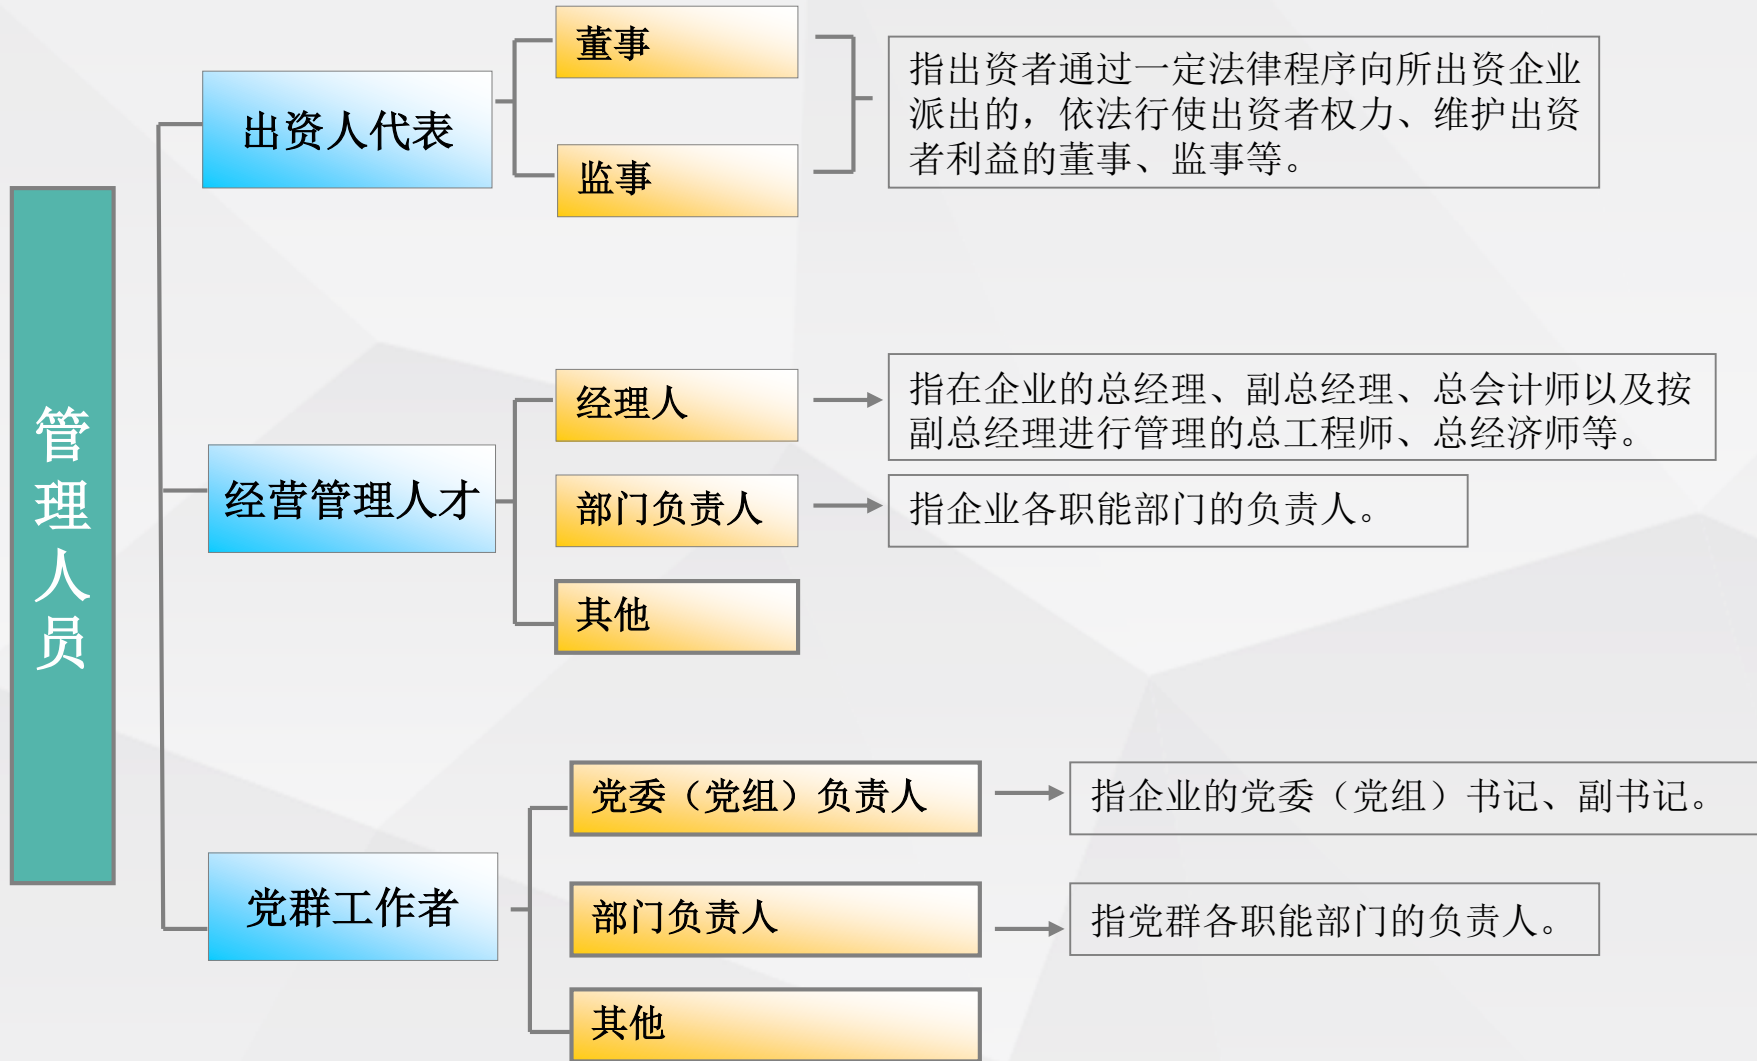 管理人员
出资人代表
董事
监事
指出资者通过一定法律程序向所出资企业
派出的，依法行使出资者权力、维护出资
者利益的董事、监事等。
经营管理人才
经理人
指在企业的总经理、副总经理、总会计师以及按
副总经理进行管理的总工程师、总经济师等。
部门负责人
指企业各职能部门的负责人。
其他
党群工作者
党委（党组）负责人
指企业的党委（党组）书记、副书记。
部门负责人
指党群各职能部门的负责人。
其他